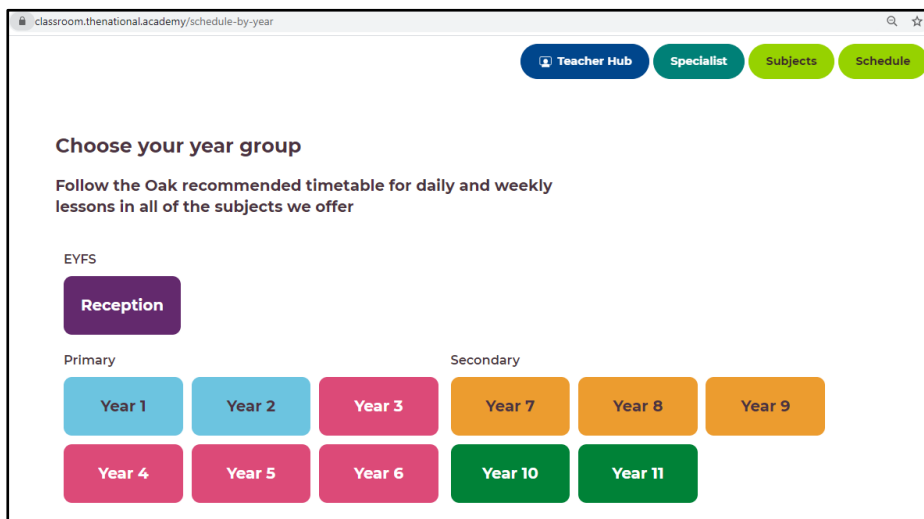 classroom.thenational.academy/schedule-by-year
Teacher Hub Specialist Subjects Schedule
Choose your year group
Follow the Oak recommended timetable for daily and weekly
lessons in all of the subjects we offer
EYFS
Reception
Primary Secondary
Year 1 Year 2 Year 3 Year 7 Year 8 Year 9
Year 4 Year 5 Year 6 Year 10 Year 11